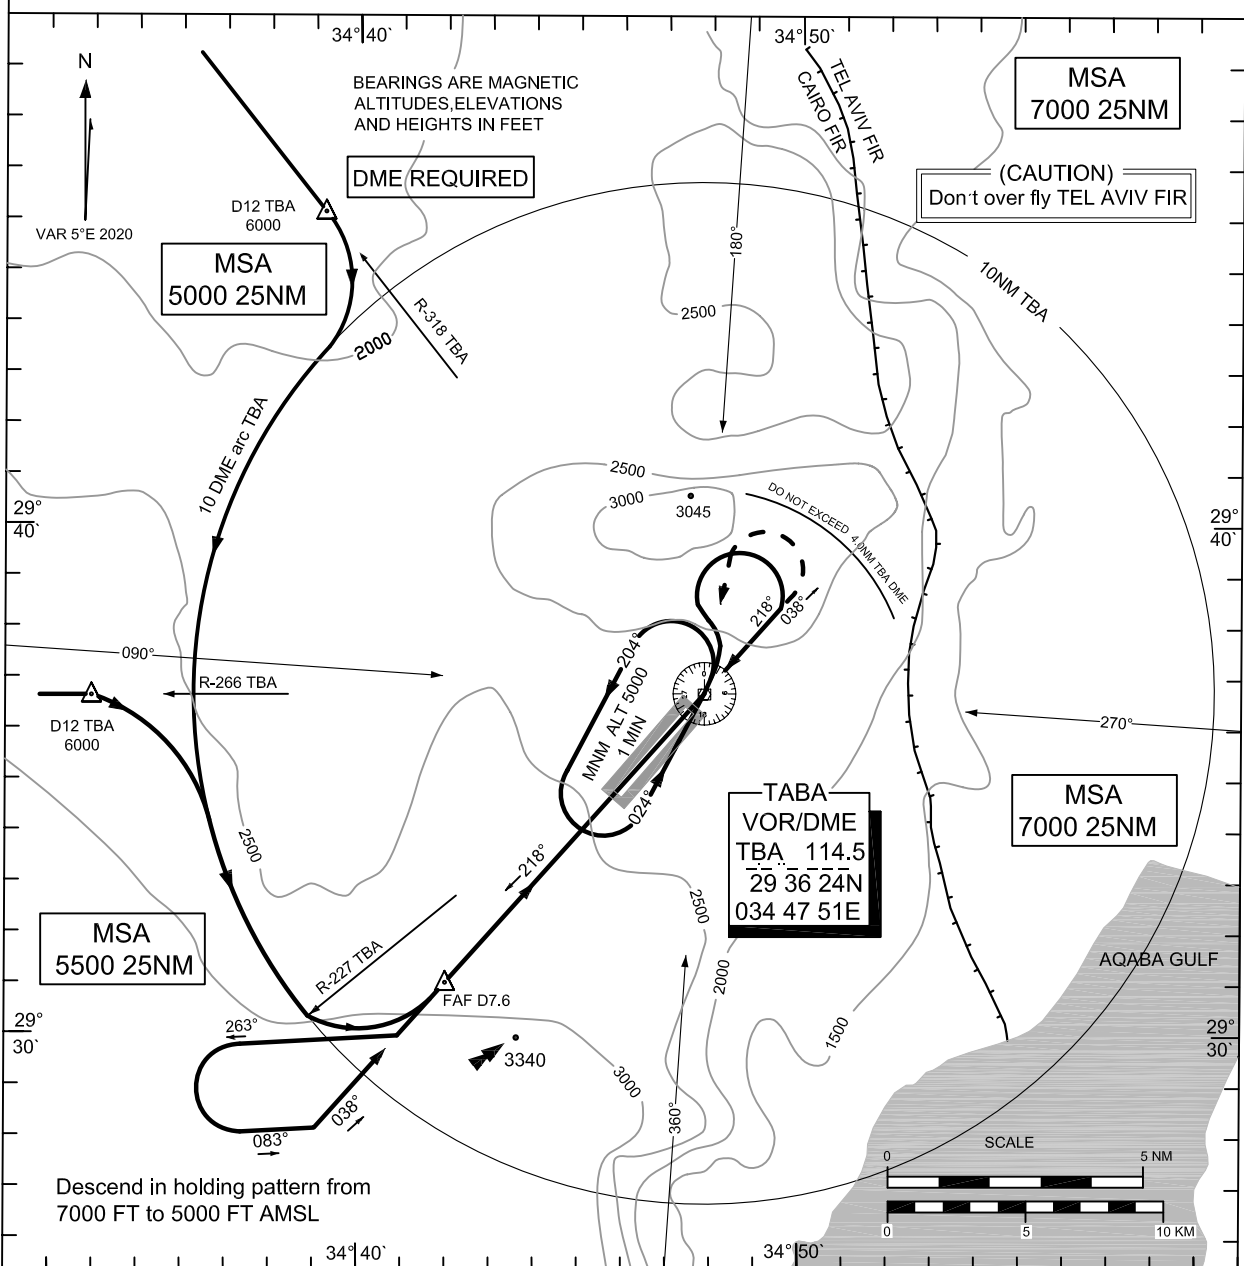 34° 40`
34° 50`
N
VAR 5°E 2020
BEARINGS ARE MAGNETIC
ALTITUDES,ELEVATIONS
AND HEIGHTS IN FEET
DME REQUIRED
TEL AVIV FIR
CAIRO FIR
MSA
7000 25NM
(CAUTION)
Don't over fly TEL AVIV FIR
D12 TBA
6000
MSA
5000 25NM
180°
10NM TBA
R-318 TBA
2500
2000
10 DME arc TBA
2500
3000
3045
DO NOT EXCEED 4.0NM TBA DME
29°
40`
29°
40`
218°
038°
204°
090°
R-266 TBA
D12 TBA
6000
MNM ALT 5000
1 MIN
024°
270°
MSA
7000 25NM
TABA
VOR/DME
TBA 114.5
29 36 24N
034 47 51E
2500
218°
2500
MSA
5500 25NM
R-227 TBA
FAF D7.6
2000
AQABA GULF
263°
29°
30`
29°
30`
1500
3340
3000
038°
083°
360°
SCALE
0 5 NM
0 5 10 KM
Descend in holding pattern from
7000 FT to 5000 FT AMSL
34° 40`
34° 50`